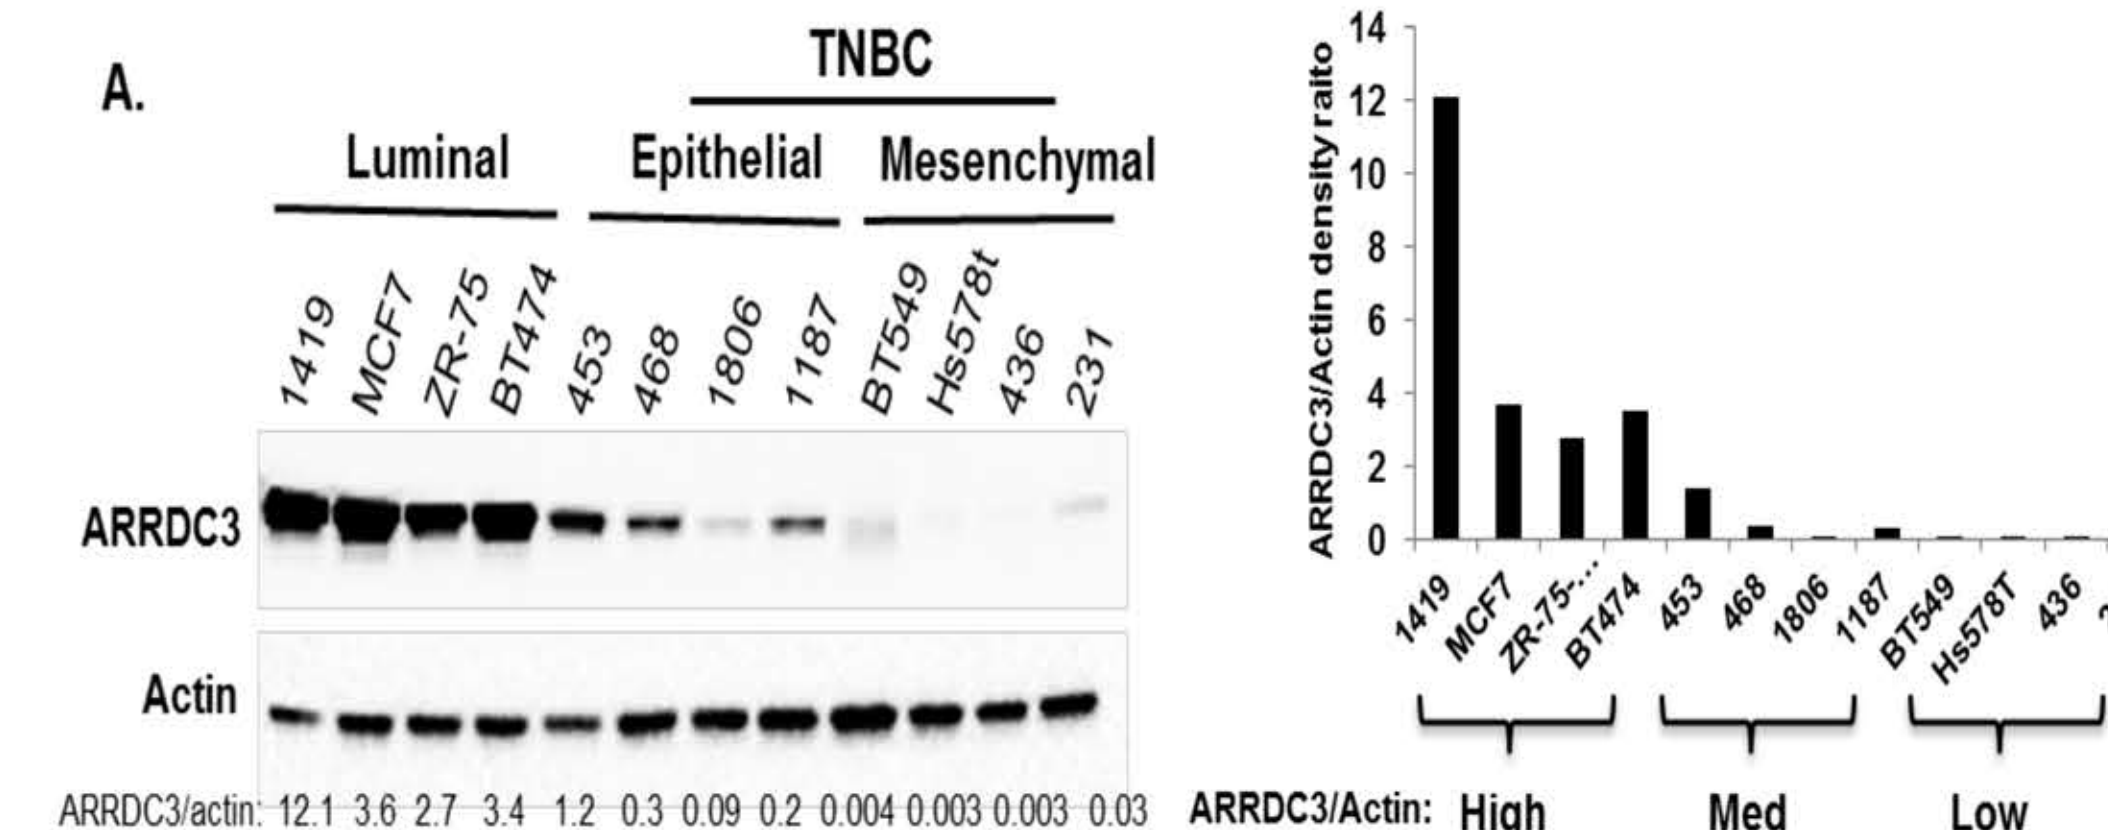 A.
TNBC
Luminal Epithelial Mesenchymal
1419 MCF7 ZR-75 BT474 453 468 1806 1187 BT549 Hs578t 436 231
ARRDC3
Actin
ARRDC3/actin: 12.1 3.6 2.7 3.4 1.2 0.3 0.09 0.2 0.004 0.003 0.003 0.03
ARRDC3/Actin density raito
14
12
10
8
6
4
2
0
1419 MCF7 ZR-75-... BT474 453 468 1806 1187 BT549 Hs578T 436
ARRDC3/Actin: High Med Low